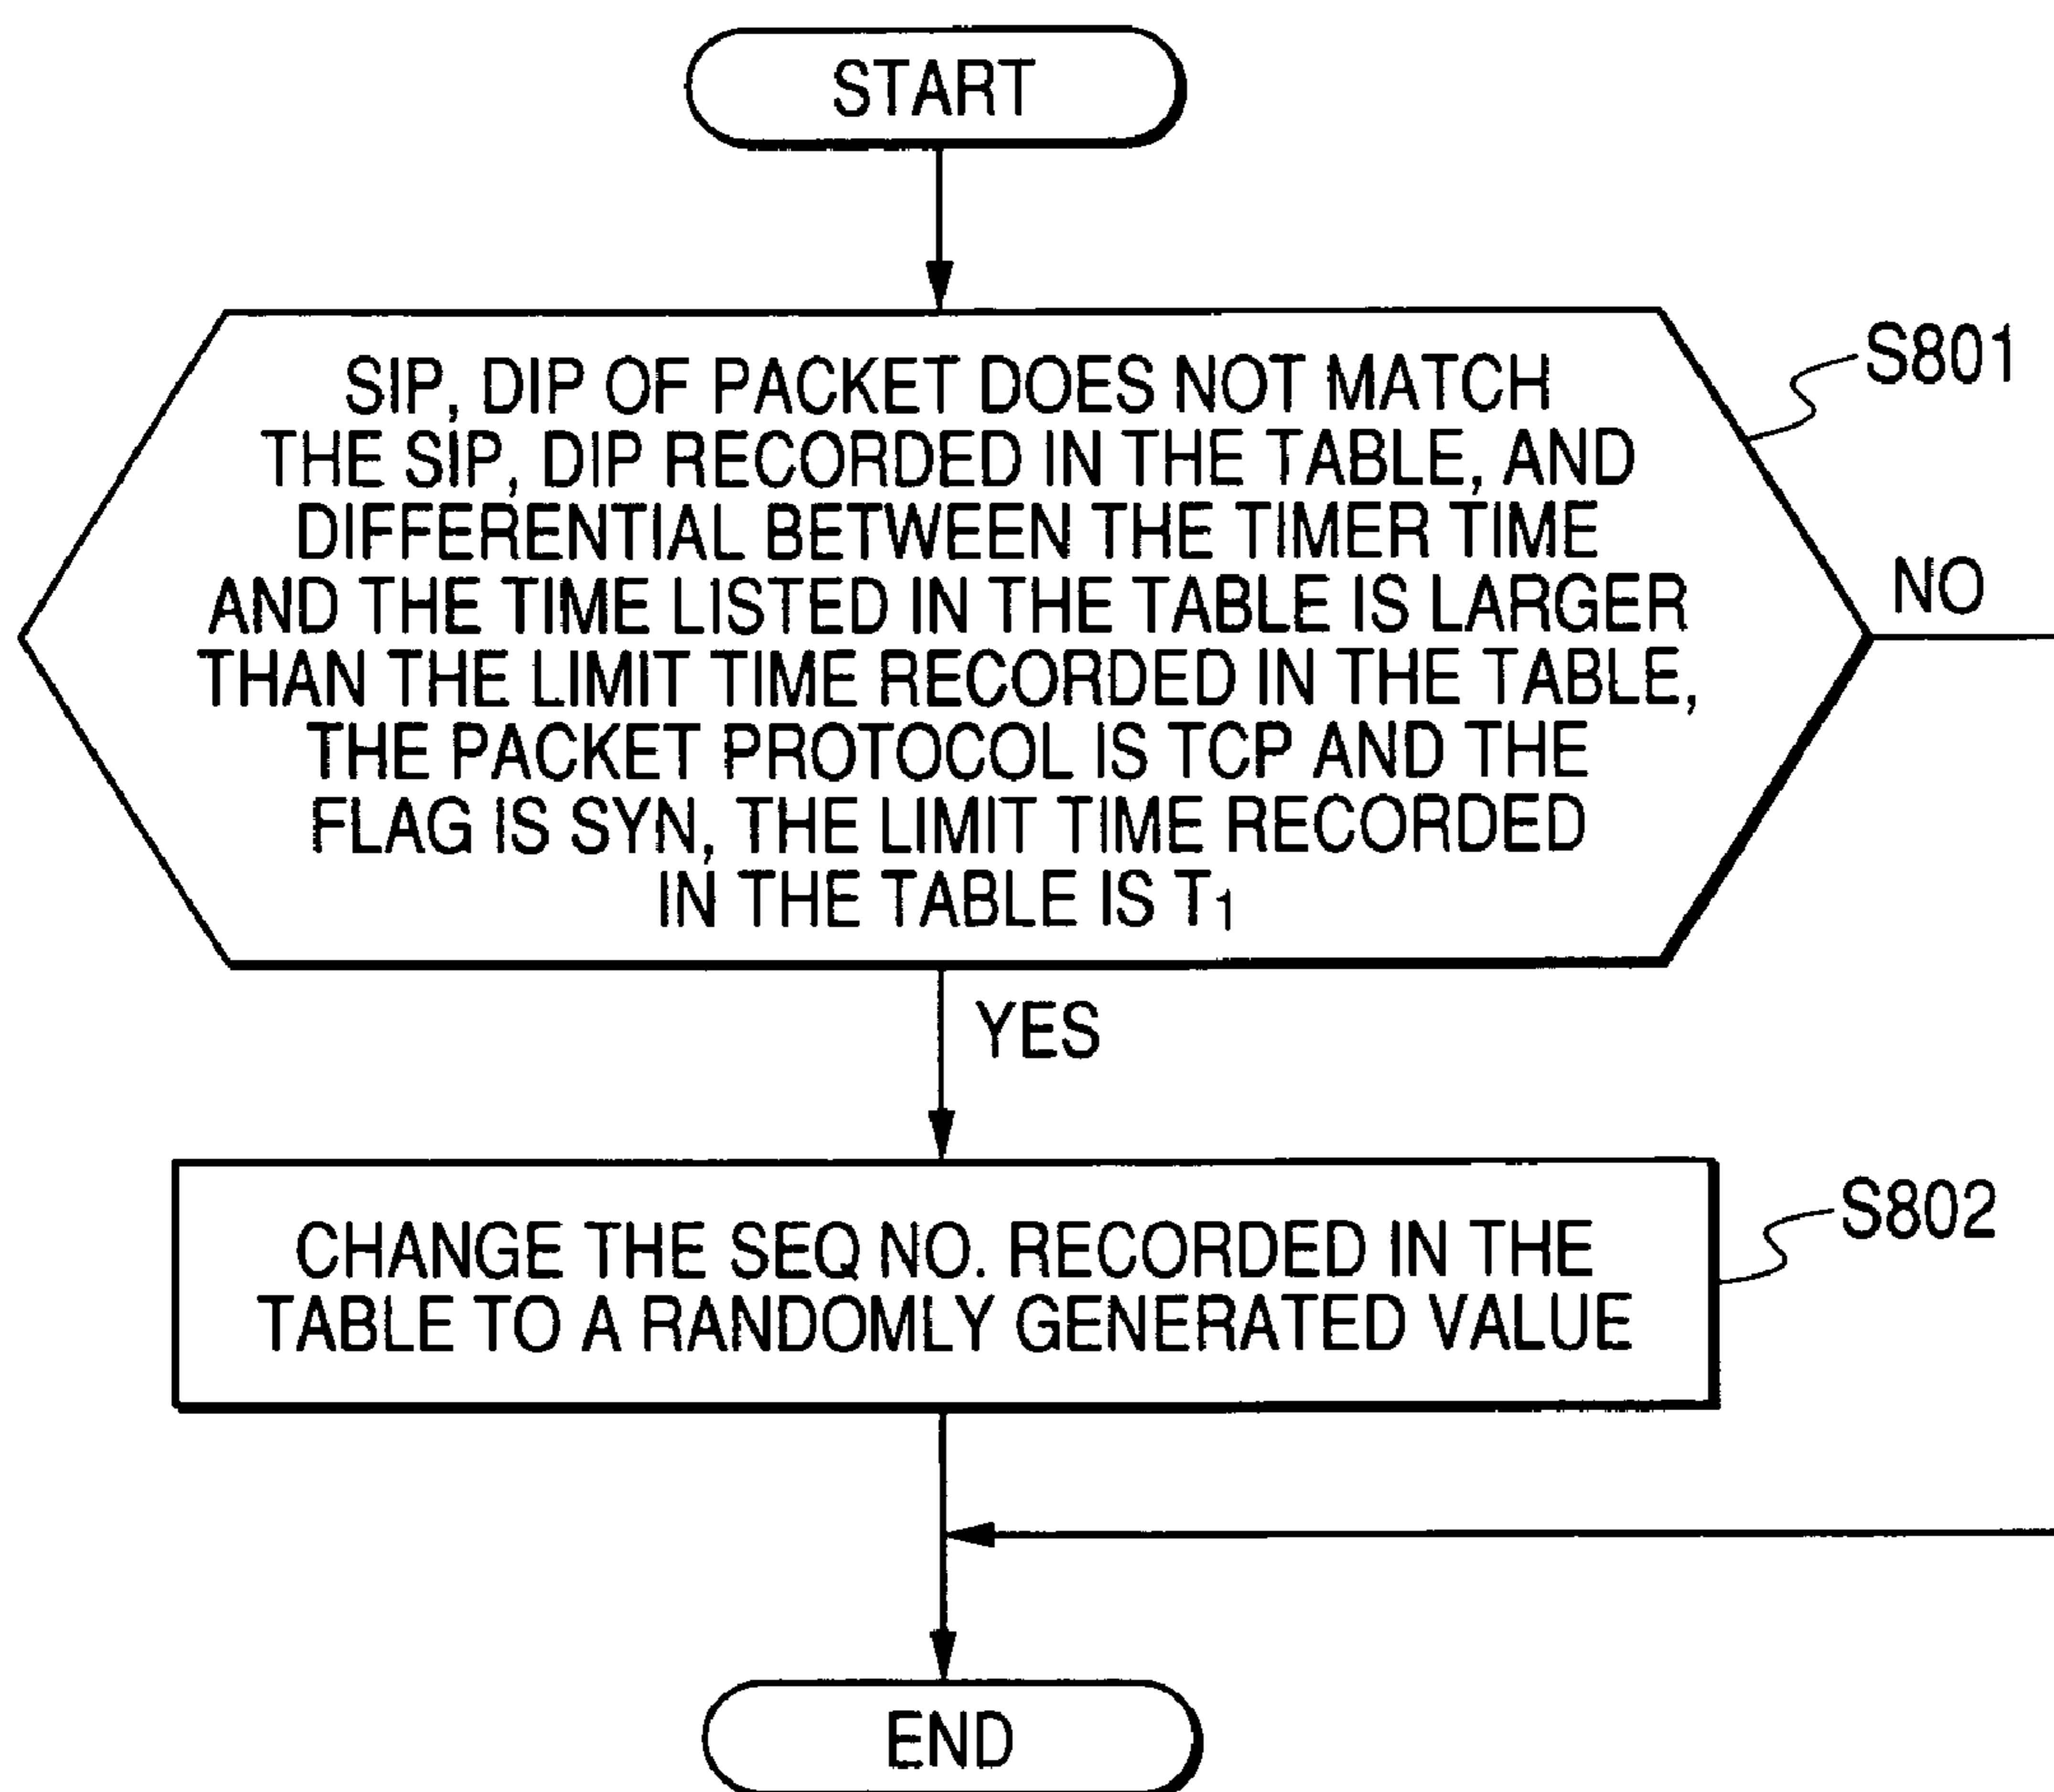 START
SIP, DIP OF PACKET DOES NOT MATCH
THE SIP, DIP RECORDED IN THE TABLE, AND
DIFFERENTIAL BETWEEN THE TIMER TIME
AND THE TIME LISTED IN THE TABLE IS LARGER
THAN THE LIMIT TIME RECORDED IN THE TABLE,
THE PACKET PROTOCOL IS TCP AND THE
FLAG IS SYN, THE LIMIT TIME RECORDED
IN THE TABLE IS T1
S801
NO
YES
CHANGE THE SEQ NO. RECORDED IN THE
TABLE TO A RANDOMLY GENERATED VALUE
S802
END